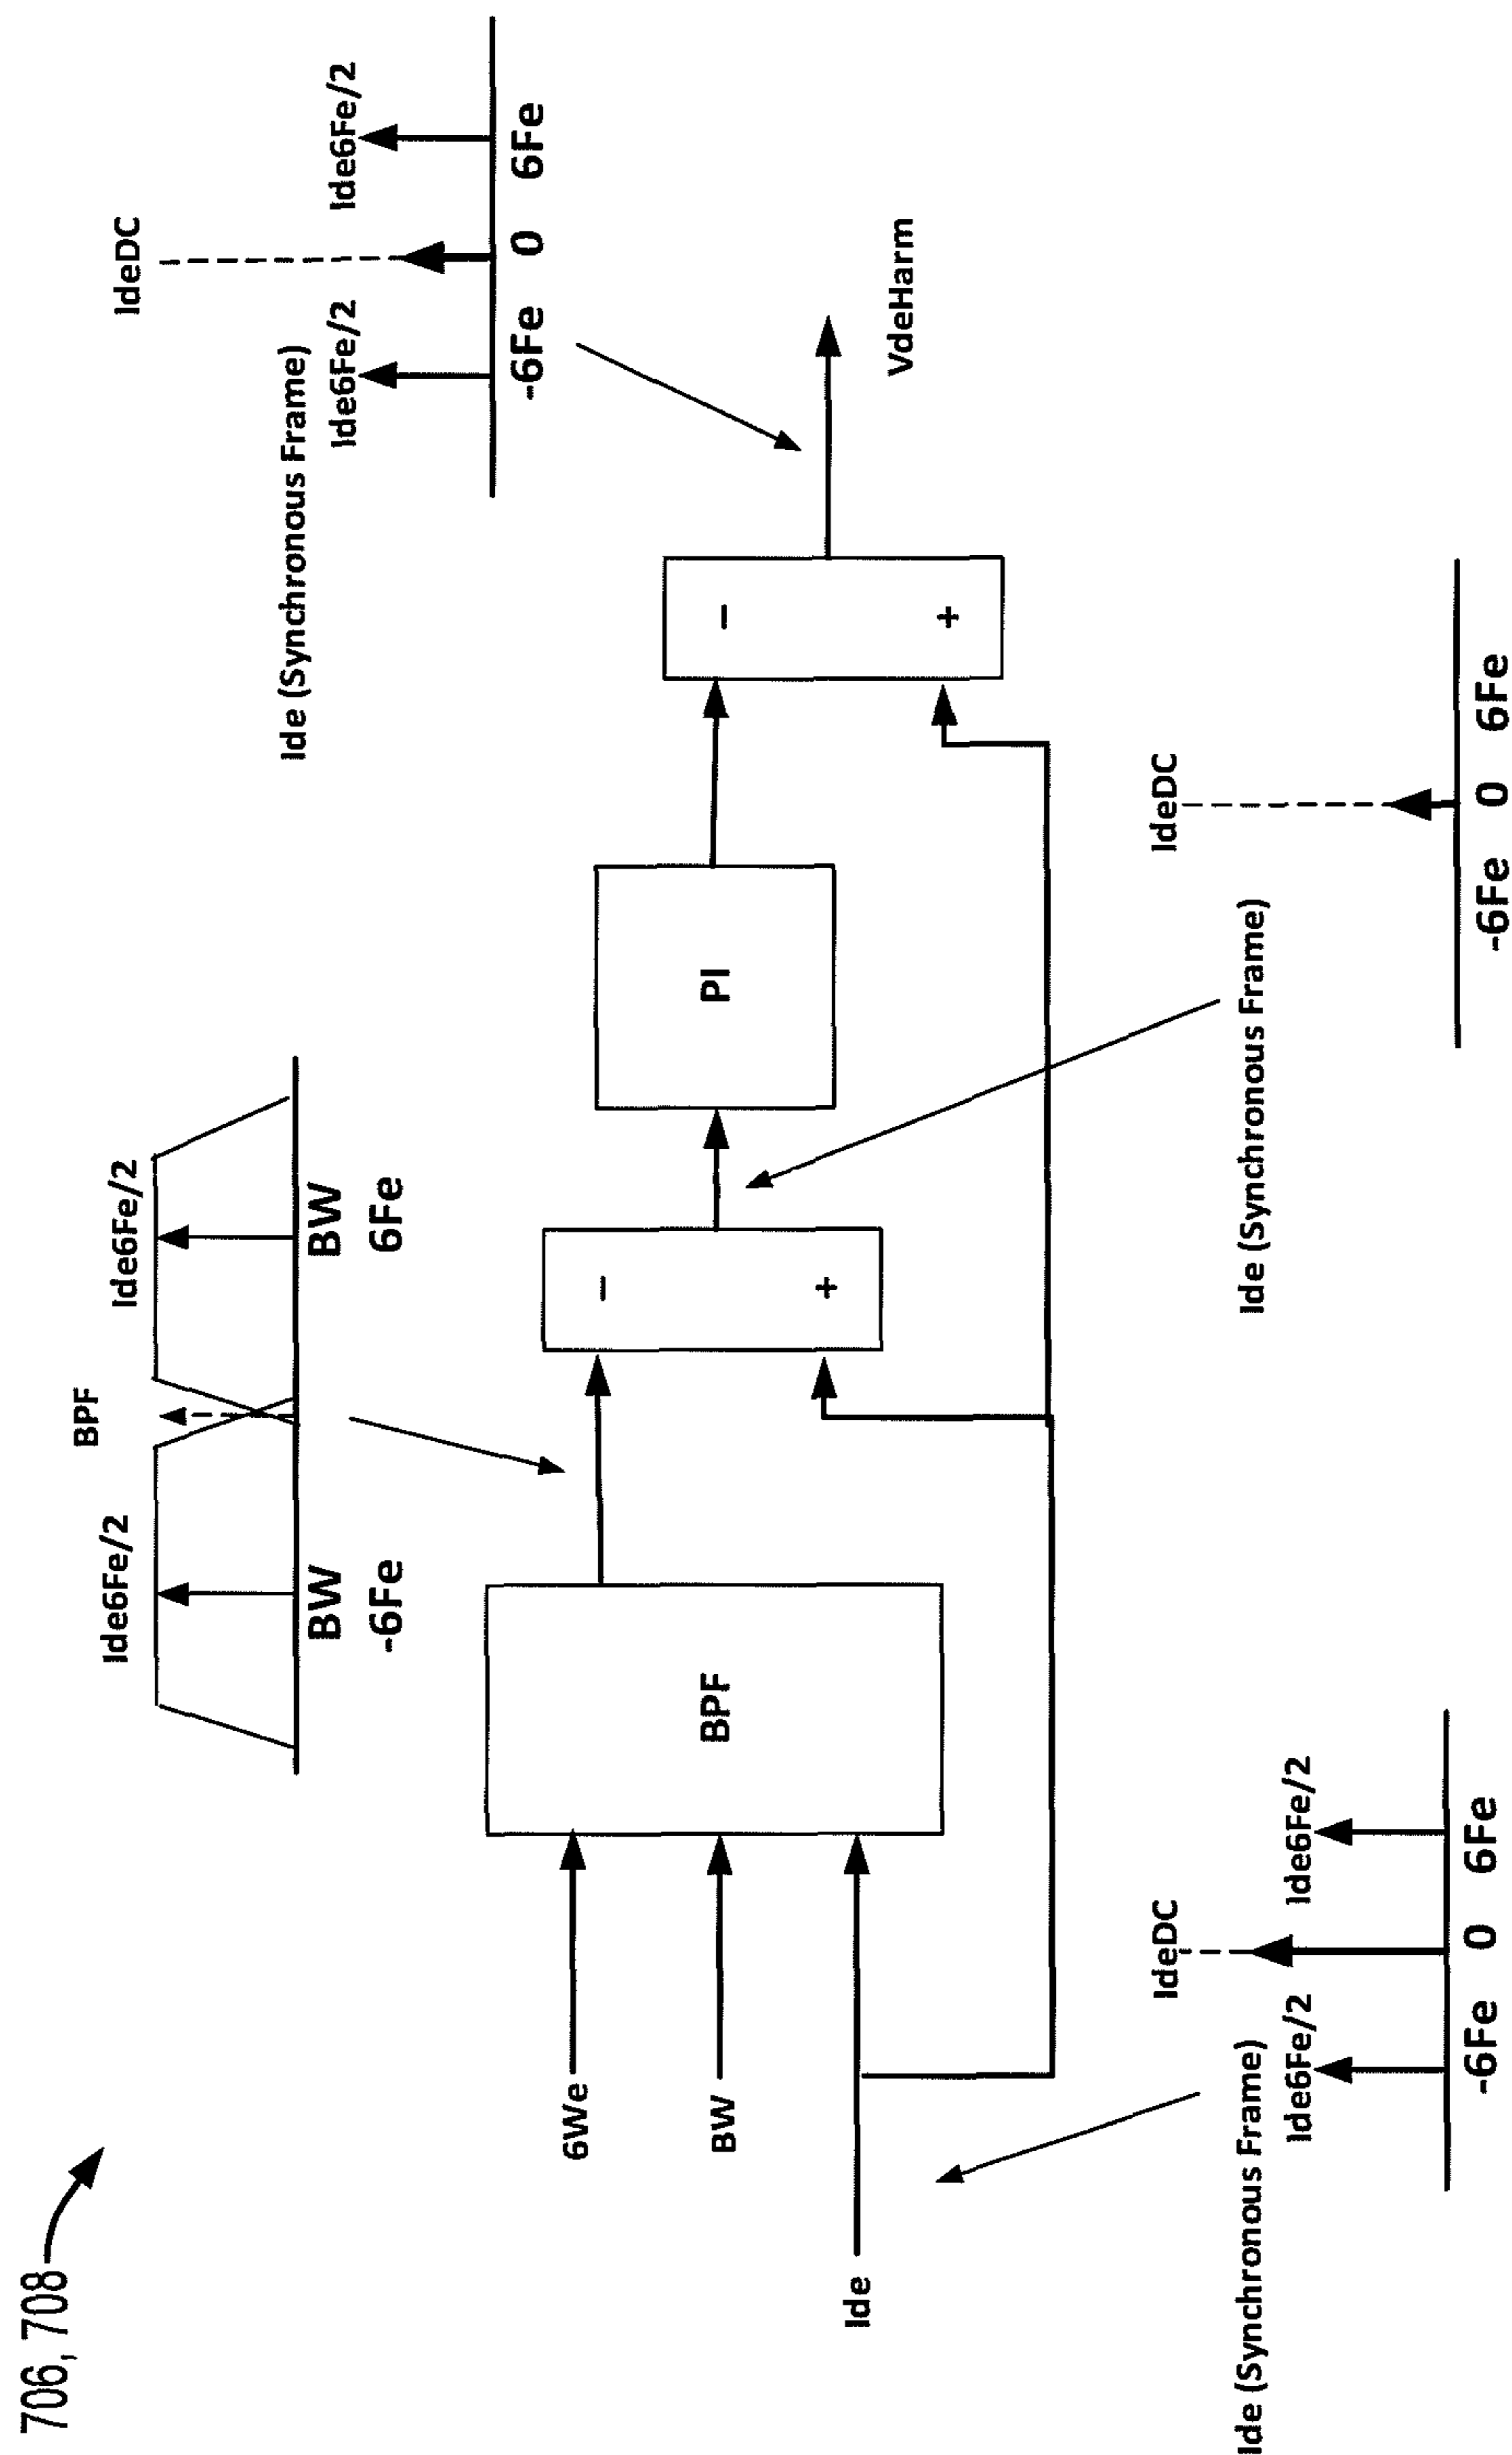 706, 708
Ide6Fe/2
BPF
Ide6Fe/2
BW
BW
-6Fe
6Fe
Ide (Synchronous Frame)
IdeDC
Ide6Fe/2
Ide6Fe/2
-6Fe
0
6Fe
6We
BW
Ide
BPF
–
+
PI
–
+
VdeHarm
Ide (Synchronous Frame)
IdeDC
Ide6Fe/2
Ide6Fe/2
-6Fe
0
6Fe
Ide (Synchronous Frame)
IdeDC
-6Fe
0
6Fe